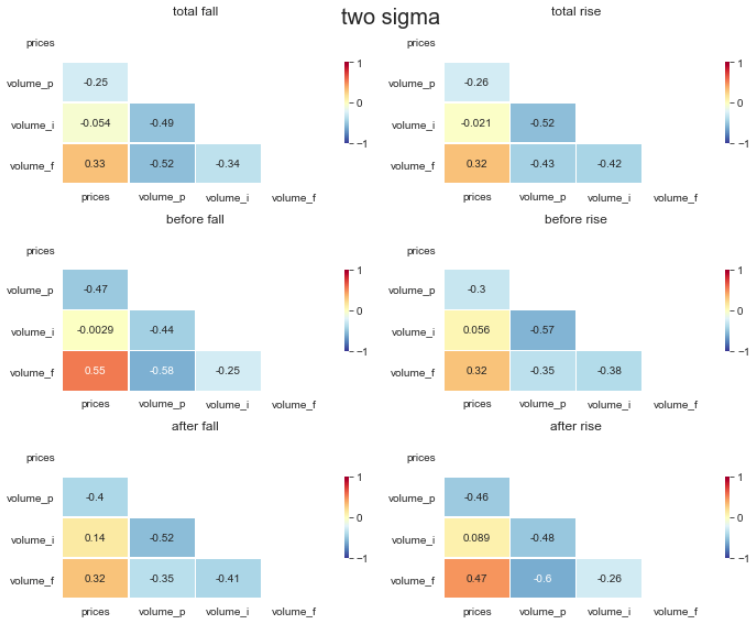 two sigma
total fall
prices
volume_p
volume_i
volume_f
-0.25
-0.054 -0.49
0.33 -0.52 -0.34
prices volume_p volume_i volume_f
1
0
−1
total rise
prices
volume_p
volume_i
volume_f
-0.26
-0.021 -0.52
0.32 -0.43 -0.42
prices volume_p volume_i volume_f
1
0
−1
before fall
prices
volume_p
volume_i
volume_f
-0.47
-0.0029 -0.44
0.55 -0.58 -0.25
prices volume_p volume_i volume_f
1
0
−1
before rise
prices
volume_p
volume_i
volume_f
-0.3
0.056 -0.57
0.32 -0.35 -0.38
prices volume_p volume_i volume_f
1
0
−1
after fall
prices
volume_p
volume_i
volume_f
-0.4
0.14 -0.52
0.32 -0.35 -0.41
prices volume_p volume_i volume_f
1
0
−1
after rise
prices
volume_p
volume_i
volume_f
-0.46
0.089 -0.48
0.47 -0.6 -0.26
prices volume_p volume_i volume_f
1
0
−1